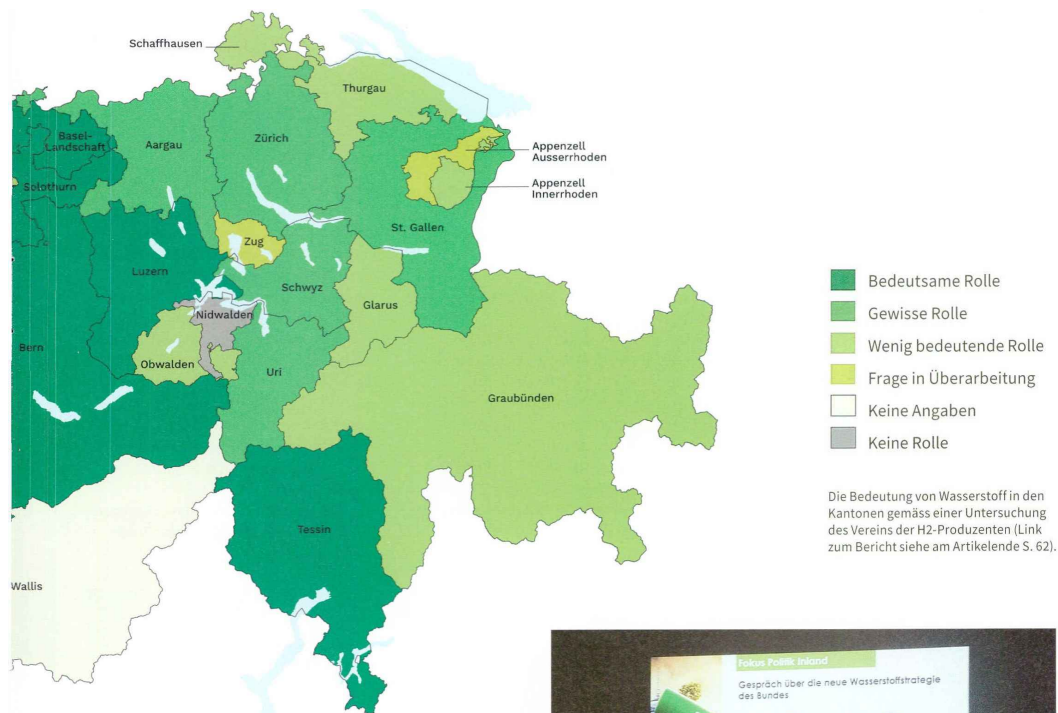 Schaffhausen
Thurgau
Basel-
Landschaft
Aargau
Zürich
Appenzell
Ausserrhoden
Appenzell
Innerrhoden
Solothurn
St. Gallen
Zug
Luzern
Schwyz
Glarus
Nidwalden
Bern
Obwalden
Uri
Graubünden
Tessin
Wallis
Bedeutsame Rolle
Gewisse Rolle
Wenig bedeutende Rolle
Frage in Überarbeitung
Keine Angaben
Keine Rolle
Die Bedeutung von Wasserstoff in den
Kantonen gemäss einer Untersuchung
des Vereins der H2-Produzenten (Link
zum Bericht siehe am Artikelende S. 62).
Fokus Politik Inland
Gespräch über die neue Wasserstoffstrategie
des Bundes